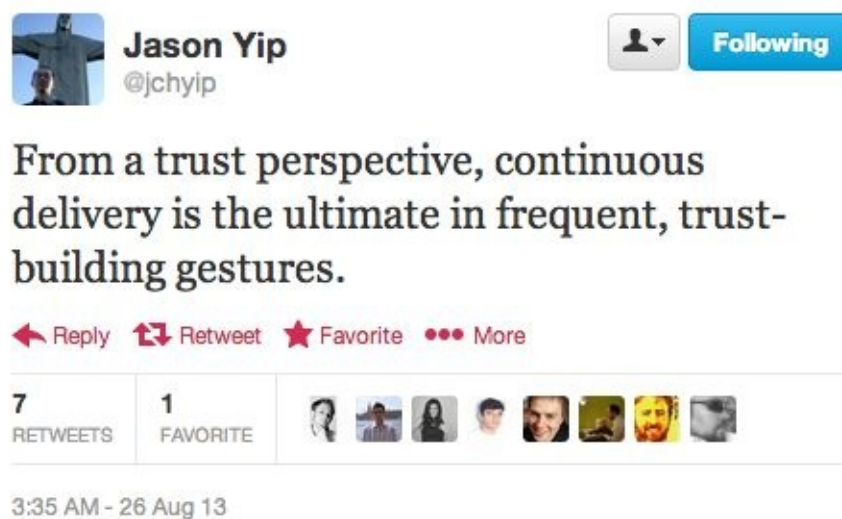 Jason Yip
@jchyip
Following
From a trust perspective, continuous
delivery is the ultimate in frequent, trust-
building gestures.
Reply Retweet Favorite More
7
RETWEETS
1
FAVORITE
3:35 AM - 26 Aug 13